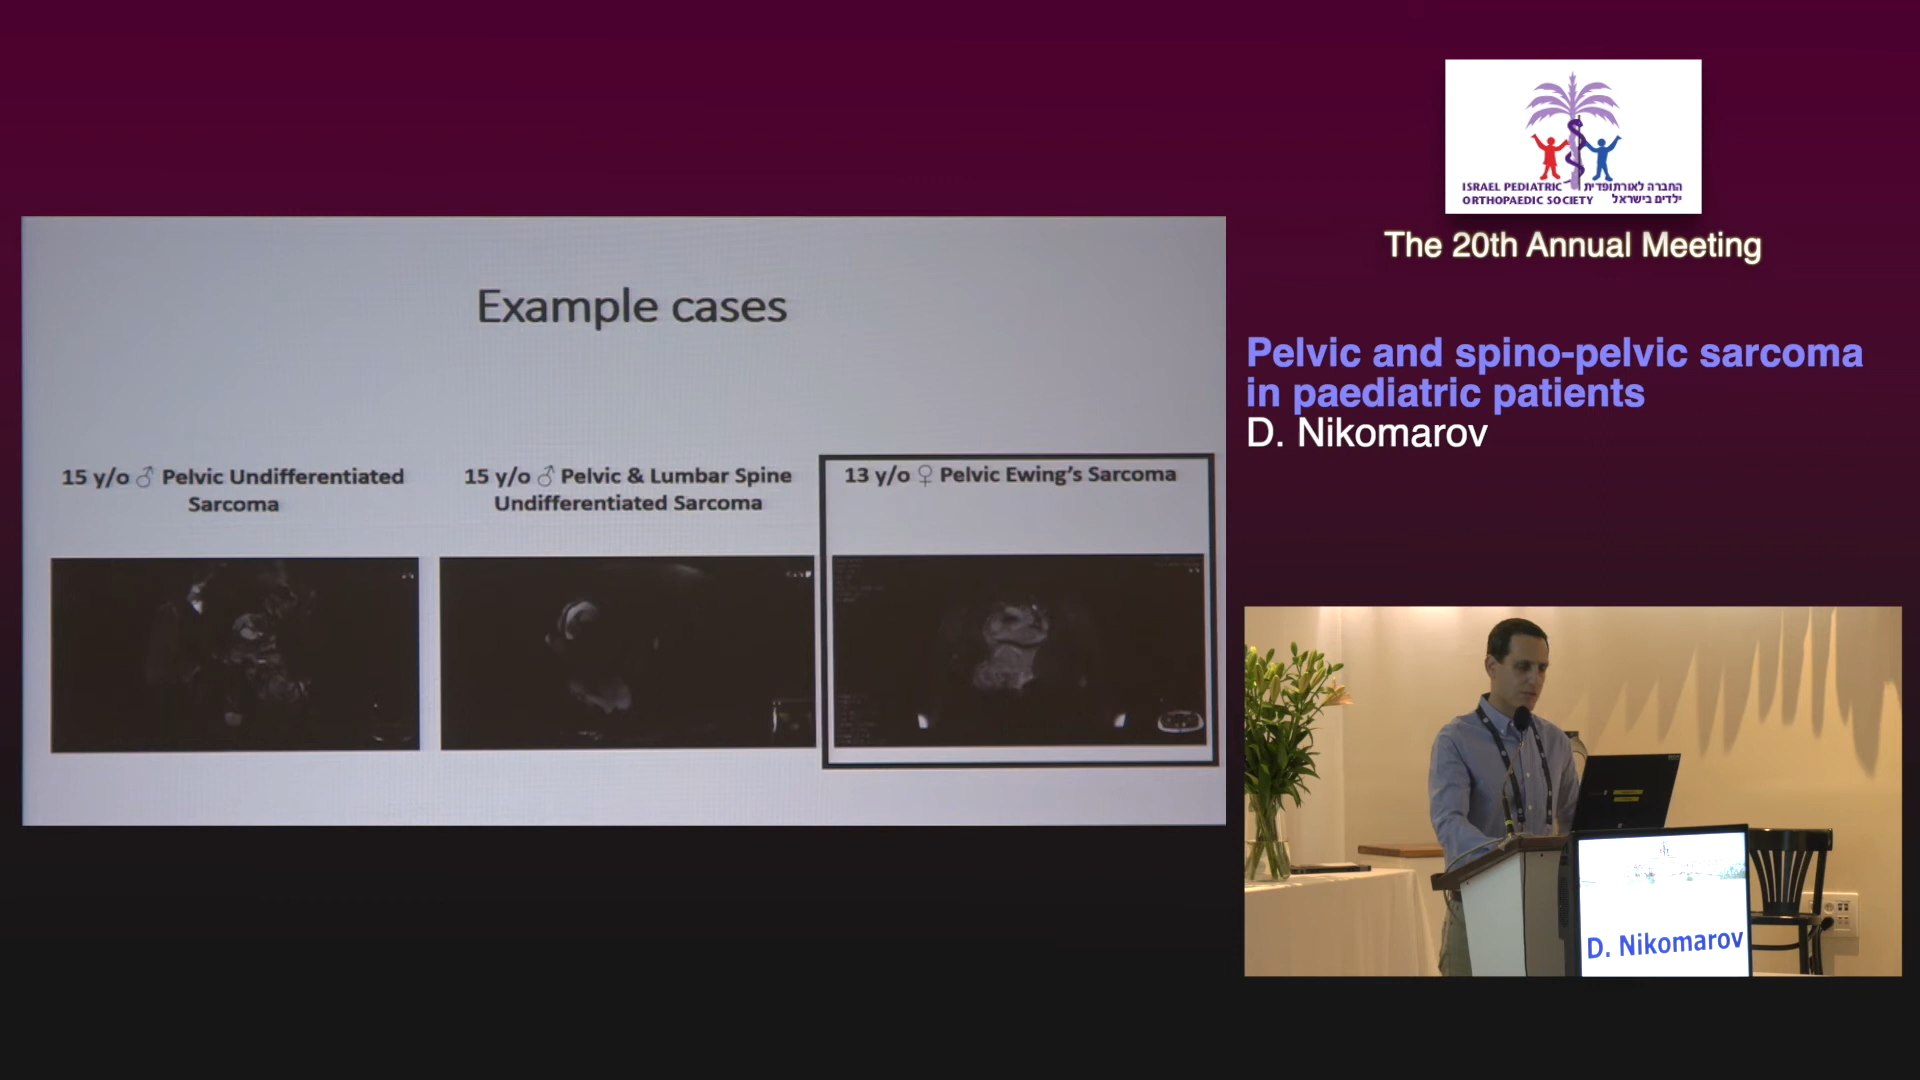 Example cases
15 y/o ♂ Pelvic Undifferentiated
Sarcoma
15 y/o ♂ Pelvic & Lumbar Spine
Undifferentiated Sarcoma
13 y/o ♀ Pelvic Ewing's Sarcoma
ISRAEL PEDIATRIC
ORTHOPAEDIC SOCIETY
החברה לאורתופדית
ילדים בישראל
The 20th Annual Meeting
Pelvic and spino-pelvic sarcoma
in paediatric patients
D. Nikomarov
D. Nikomarov